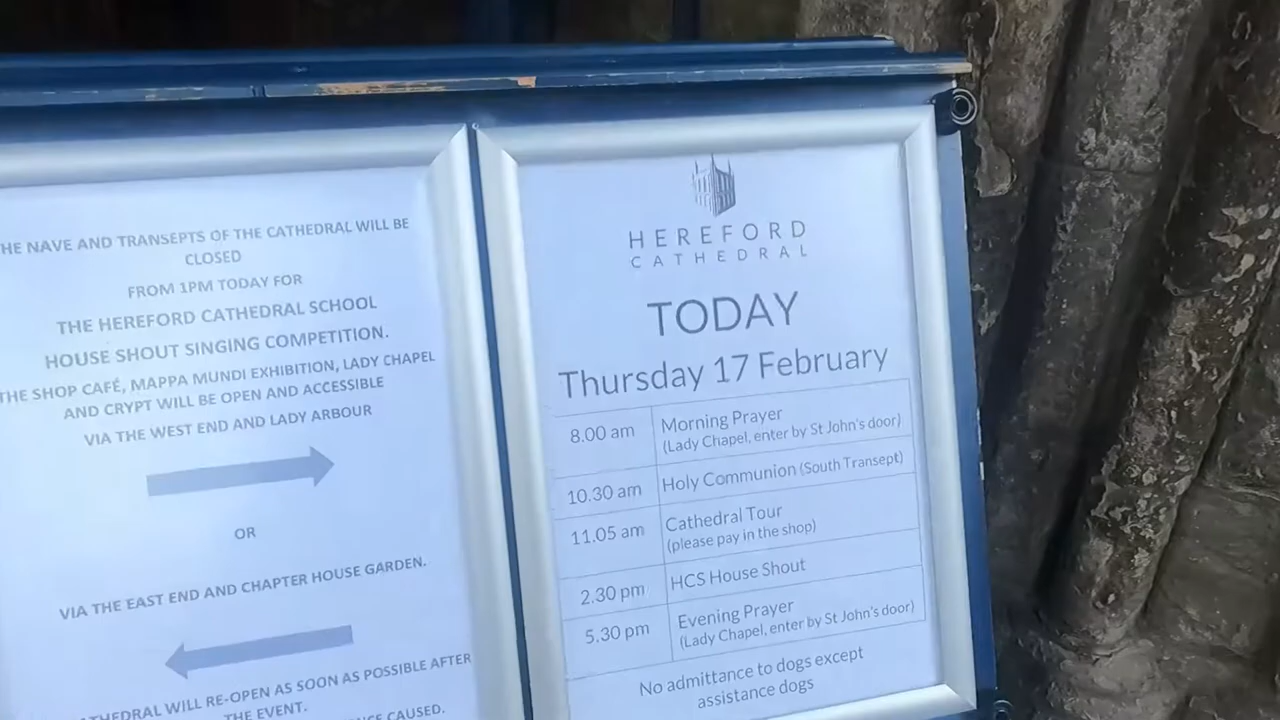 HE NAVE AND TRANSEPTS OF THE CATHEDRAL WILL BE
CLOSED
FROM 1PM TODAY FOR
THE HEREFORD CATHEDRAL SCHOOL
HOUSE SHOUT SINGING COMPETITION.
THE SHOP CAFÉ, MAPPA MUNDI EXHIBITION, LADY CHAPEL
AND CRYPT WILL BE OPEN AND ACCESSIBLE
VIA THE WEST END AND LADY ARBOUR
OR
VIA THE EAST END AND CHAPTER HOUSE GARDEN.
ATHEDRAL WILL RE-OPEN AS SOON AS POSSIBLE AFTER
THE EVENT.
CAUSED.
HEREFORD
CATHEDRAL
TODAY
Thursday 17 February
8.00 am Morning Prayer
(Lady Chapel, enter by St John's door)
10.30 am Holy Communion (South Transept)
11.05 am Cathedral Tour
(please pay in the shop)
2.30 pm HCS House Shout
5.30 pm Evening Prayer
(Lady Chapel, enter by St John's door)
No admittance to dogs except
assistance dogs